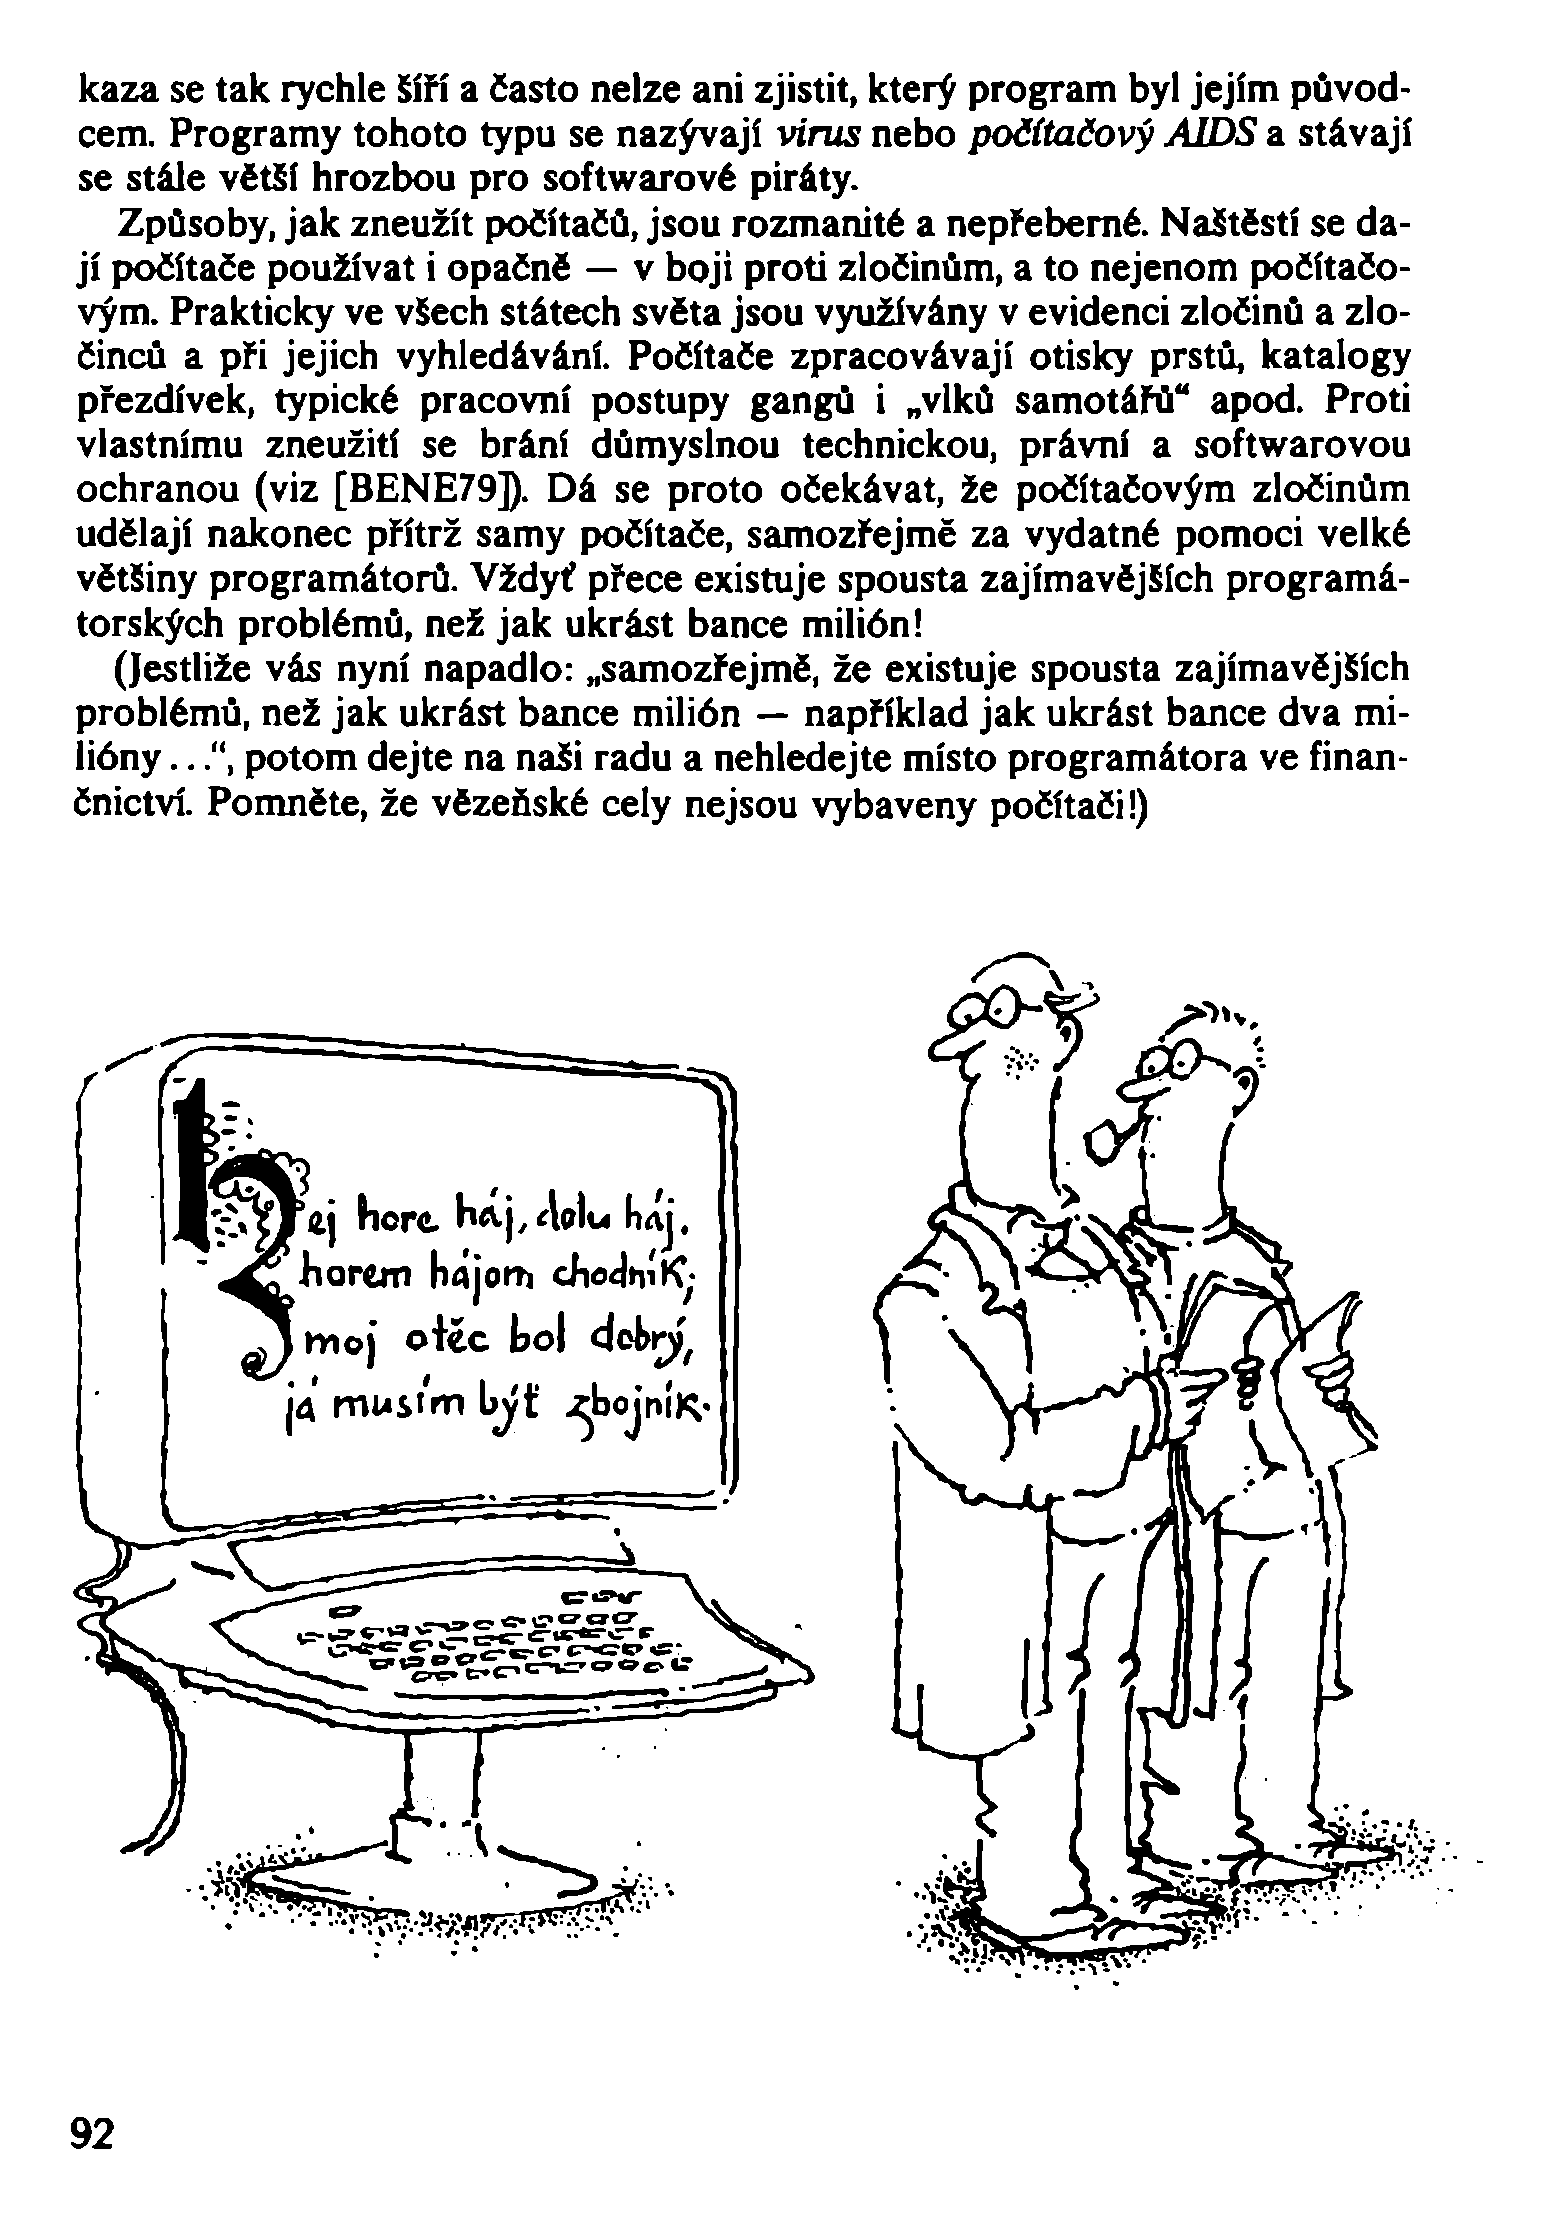 kaza se tak rychle šíří a často nelze ani zjistit, který program byl jejím původ-
cem. Programy tohoto typu se nazývají virus nebo počítačový AIDS a stávají
se stále větší hrozbou pro softwarové piráty.
Způsoby, jak zneužít počítačů, jsou rozmanité a nepřeberné. Naštěstí se da-
jí počítače používat i opačně — v boji proti zločinům, a to nejenom počítačo-
vým. Prakticky ve všech státech světa jsou využívány v evidenci zločinů a zlo-
činců a při jejich vyhledávání. Počítače zpracovávají otisky prstů, katalogy
přezdívek, typické pracovní postupy gangů i „vlků samotářů“ apod. Proti
vlastnímu zneužití se brání důmyslnou technickou, právní a softwarovou
ochranou (viz [BENE79]). Dá se proto očekávat, že počítačovým zločinům
udělají nakonec přítrž samy počítače, samozřejmě za vydatné pomoci velké
většiny programátorů. Vždyť přece existuje spousta zajímavějších programá-
torských problémů, než jak ukrást bance milión!
(Jestliže vás nyní napadlo: „samozřejmě, že existuje spousta zajímavějších
problémů, než jak ukrást bance milión — například jak ukrást bance dva mi-
lióny ...“, potom dejte na naši radu a nehledejte místo programátora ve finan-
čnictví. Pomněte, že vězeňské cely nejsou vybaveny počítači!)
Hej hore háj, dolu háj,
horem hájom chodník,
moj otěc bol dobrý,
já musím být zbojník.
92